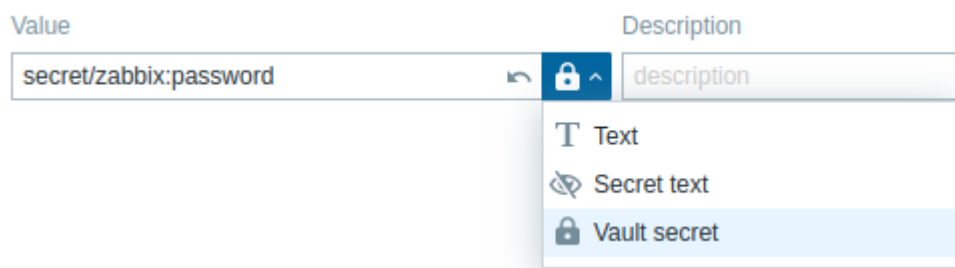 Value
Description
secret/zabbix:password
description
Text
Secret text
Vault secret